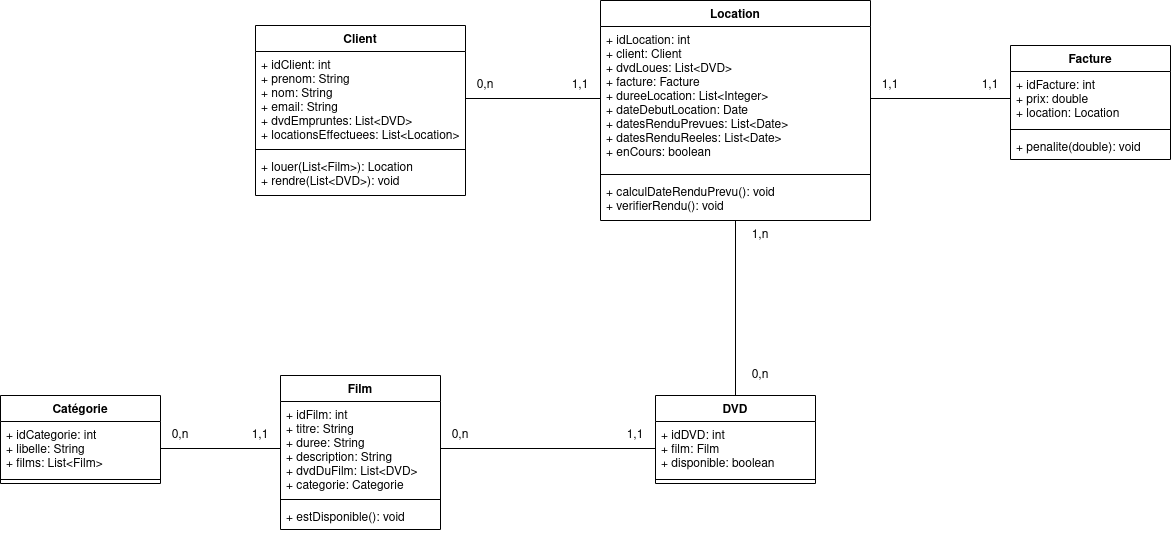 Client
+ idClient: int
+ prenom: String
+ nom: String
+ email: String
+ dvdEmpruntes: List<DVD>
+ locationsEffectuees: List<Location>
+ louer(List<Film>): Location
+ rendre(List<DVD>): void
0,n
1,1
Location
+ idLocation: int
+ client: Client
+ dvdLoues: List<DVD>
+ facture: Facture
+ dureeLocation: List<Integer>
+ dateDebutLocation: Date
+ datesRenduPrevues: List<Date>
+ datesRenduReeles: List<Date>
+ enCours: boolean
+ calculDateRenduPrevu(): void
+ verifierRendu(): void
1,1
1,1
Facture
+ idFacture: int
+ prix: double
+ location: Location
+ penalite(double): void
1,n
0,n
Catégorie
+ idCategorie: int
+ libelle: String
+ films: List<Film>
0,n
1,1
Film
+ idFilm: int
+ titre: String
+ duree: String
+ description: String
+ dvdDuFilm: List<DVD>
+ categorie: Categorie
+ estDisponible(): void
0,n
1,1
DVD
+ idDVD: int
+ film: Film
+ disponible: boolean